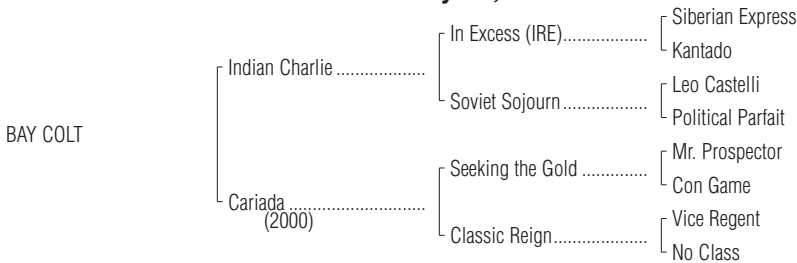 Siberian Express
In Excess (IRE)...................
Kantado
Indian Charlie ....................
Leo Castelli
Soviet Sojourn...................
Political Parfait
BAY COLT
Mr. Prospector
Seeking the Gold ...............
Con Game
Cariada ..............................
(2000)
Vice Regent
Classic Reign.....................
No Class